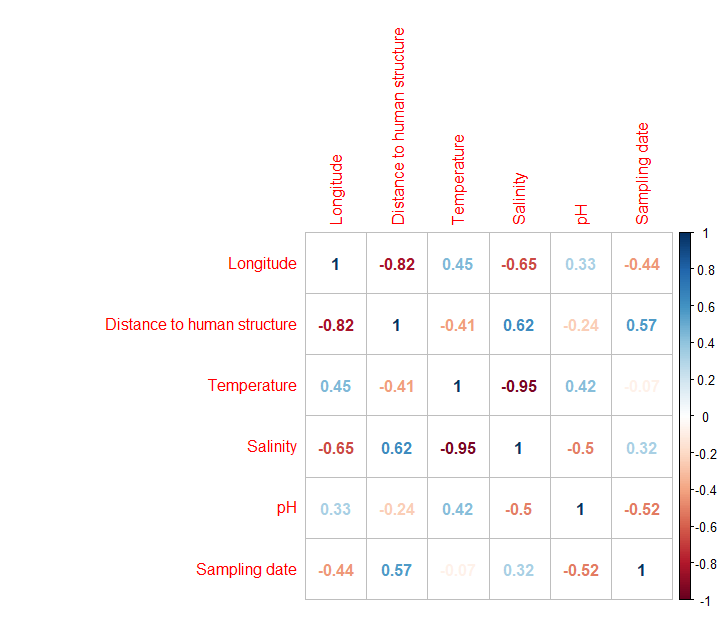 Longitude
Distance to human structure
Temperature
Salinity
pH
Sampling date
Longitude 1 -0.82 0.45 -0.65 0.33 -0.44
Distance to human structure -0.82 1 -0.41 0.62 -0.24 0.57
Temperature 0.45 -0.41 1 -0.95 0.42 -0.07
Salinity -0.65 0.62 -0.95 1 -0.5 0.32
pH 0.33 -0.24 0.42 -0.5 1 -0.52
Sampling date -0.44 0.57 -0.07 0.32 -0.52 1
1
0.8
0.6
0.4
0.2
0
-0.2
-0.4
-0.6
-0.8
-1